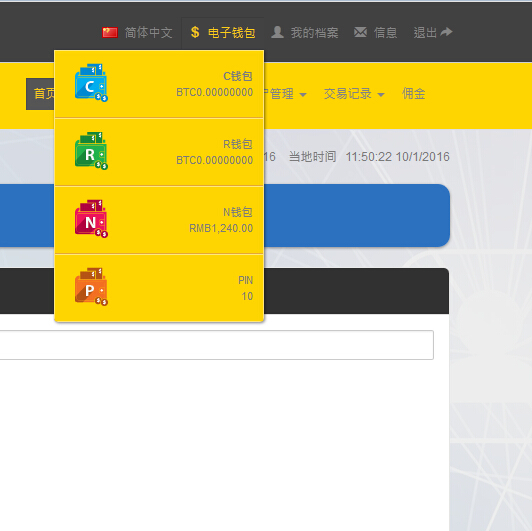 简体中文 $ 电子钱包 我的档案 信息 退出
首页 管理 交易记录 佣金
C钱包
C
BTC0.00000000
R钱包
R
BTC0.00000000
16 当地时间 11:50:22 10/1/2016
N钱包
N
RMB1,240.00
PIN
P
10